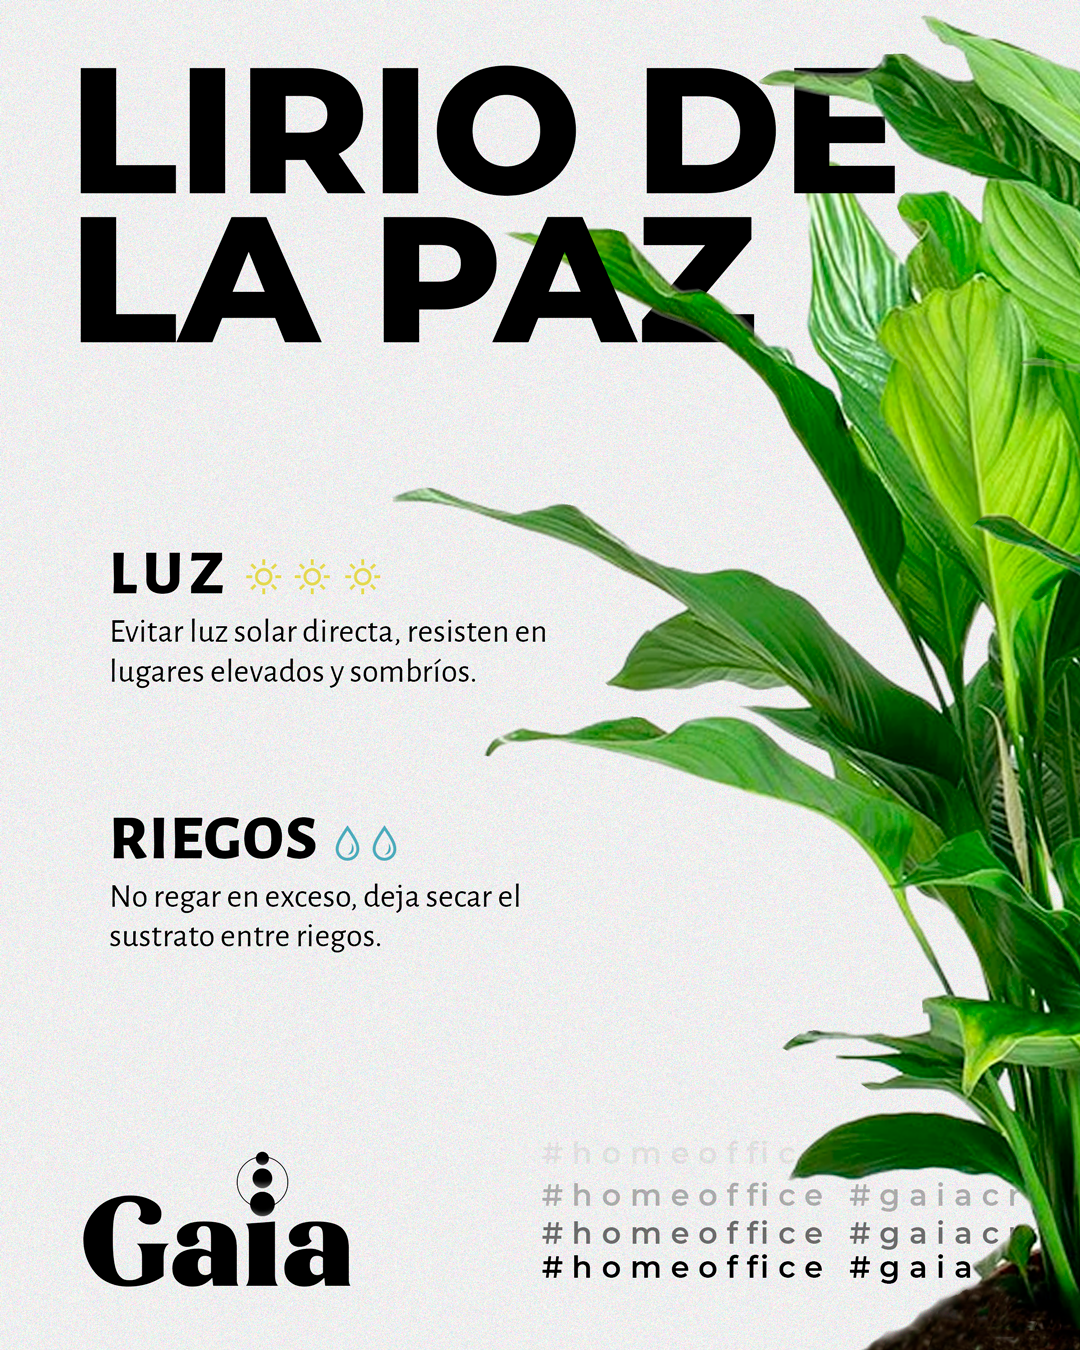 LIRIO DE
LA PAZ
LUZ
Evitar luz solar directa, resisten en
lugares elevados y sombríos.
RIEGOS
No regar en exceso, deja secar el
sustrato entre riegos.
Gaia
#homeoffic
#homeoffice #gaiacr
#homeoffice #gaiac
#homeoffice #gaia